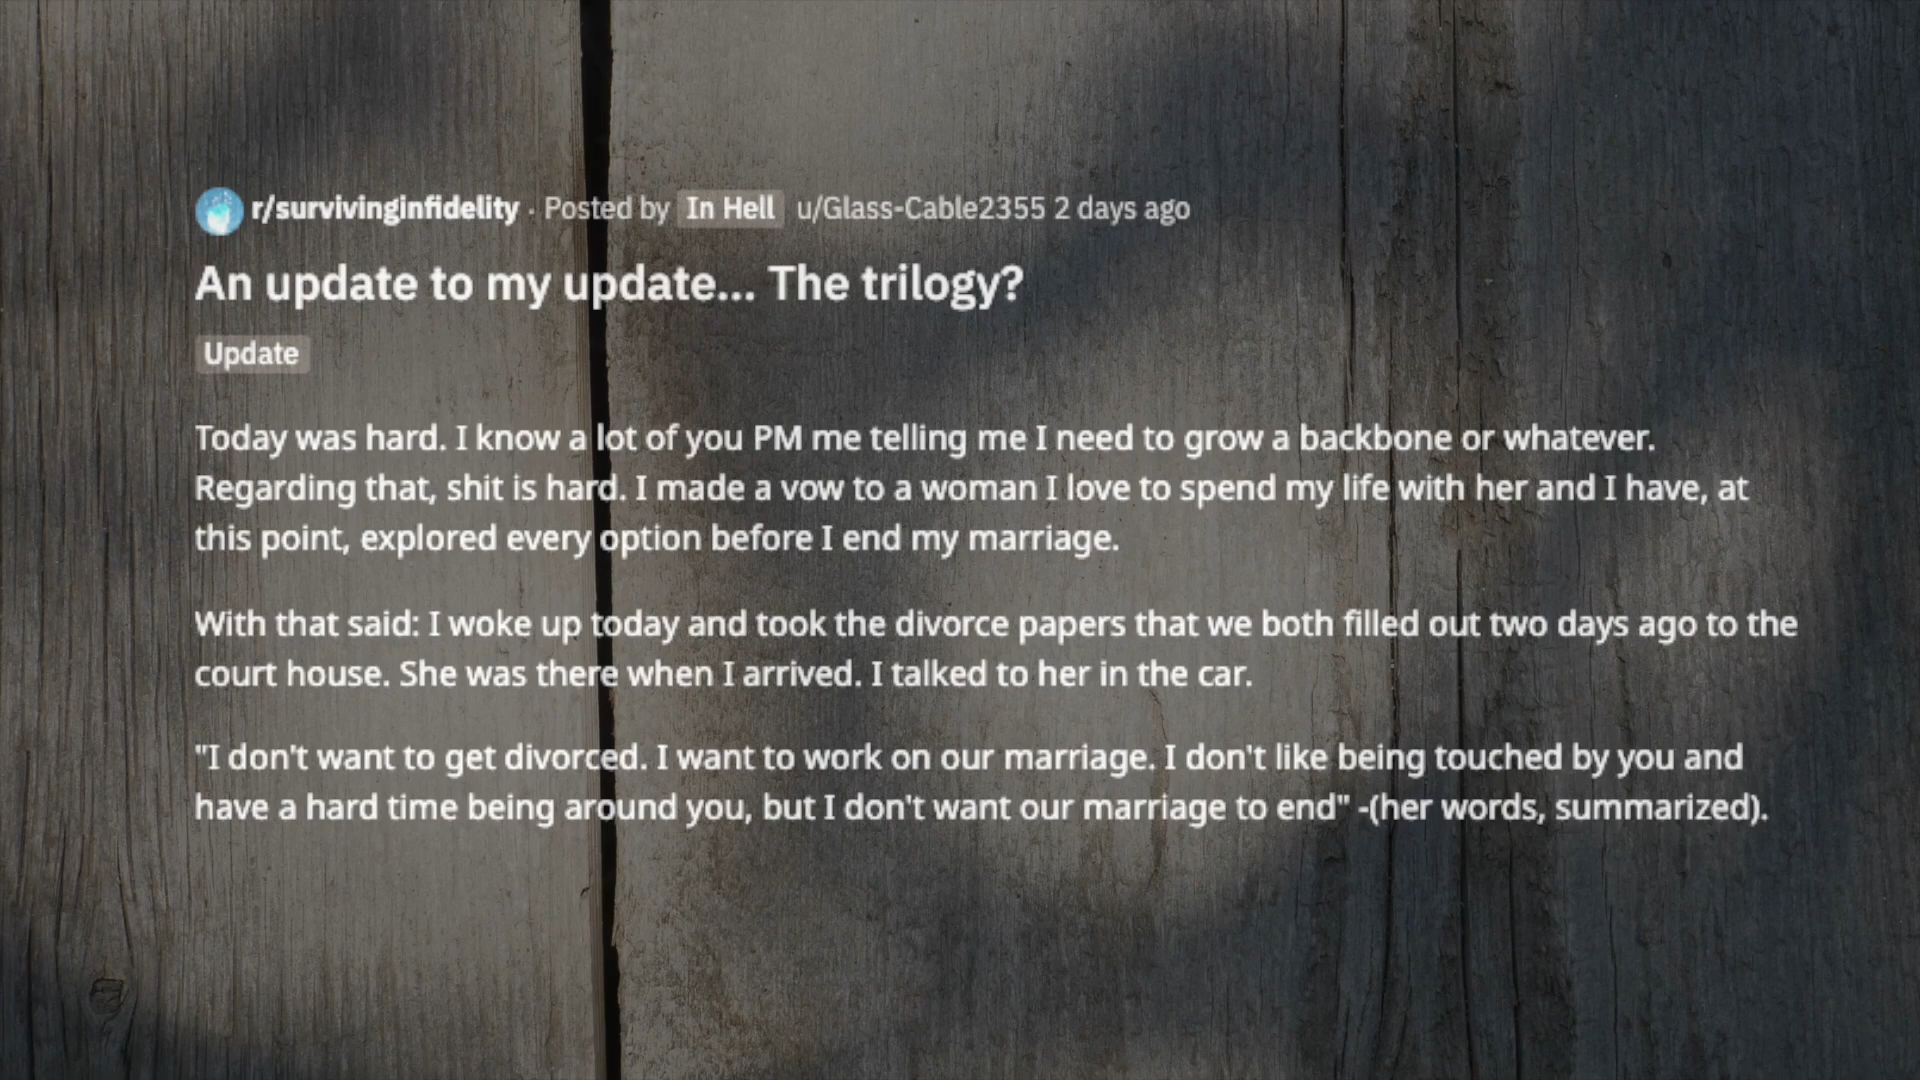 r/survivinginfidelity · Posted by In Hell u/Glass-Cable2355 2 days ago
An update to my update... The trilogy?
Update
Today was hard. I know a lot of you PM me telling me I need to grow a backbone or whatever.
Regarding that, shit is hard. I made a vow to a woman I love to spend my life with her and I have, at
this point, explored every option before I end my marriage.
With that said: I woke up today and took the divorce papers that we both filled out two days ago to the
court house. She was there when I arrived. I talked to her in the car.
"I don't want to get divorced. I want to work on our marriage. I don't like being touched by you and
have a hard time being around you, but I don't want our marriage to end" -(her words, summarized).